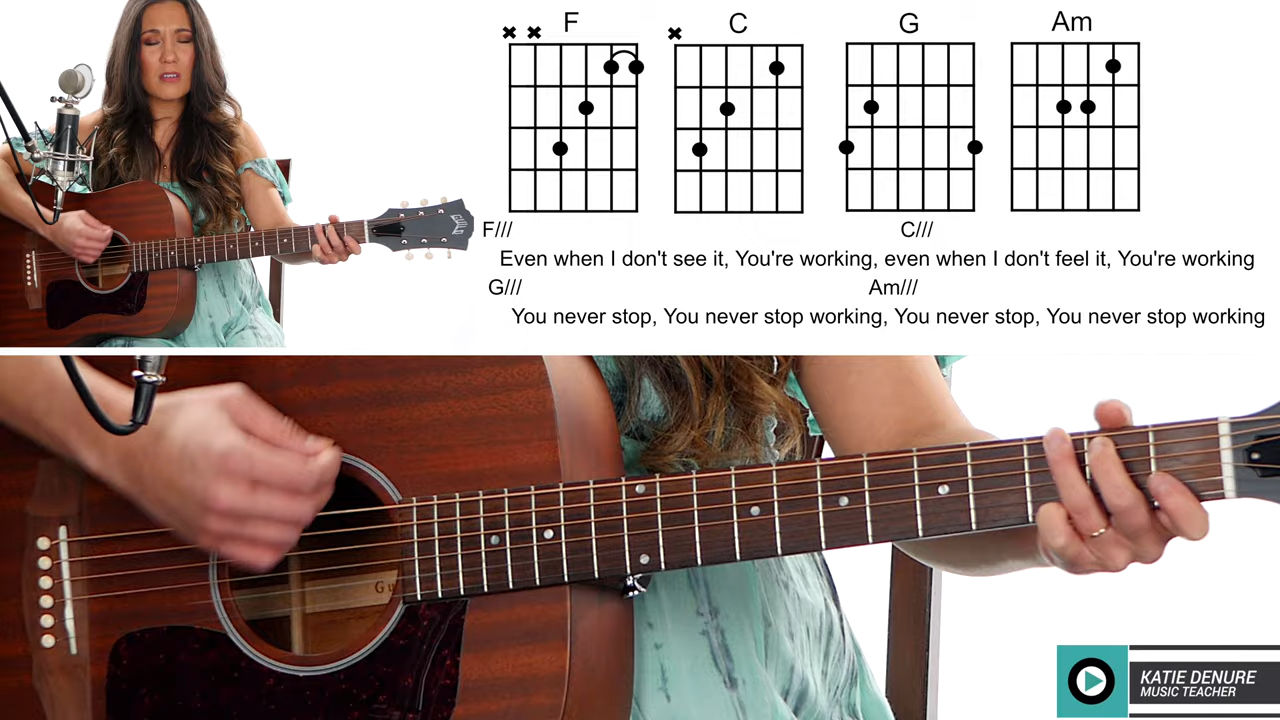 F C G Am
F/// C///
Even when I don't see it, You're working, even when I don't feel it, You're working
G/// Am///
You never stop, You never stop working, You never stop, You never stop working
GUILD
KATIE DENURE
MUSIC TEACHER